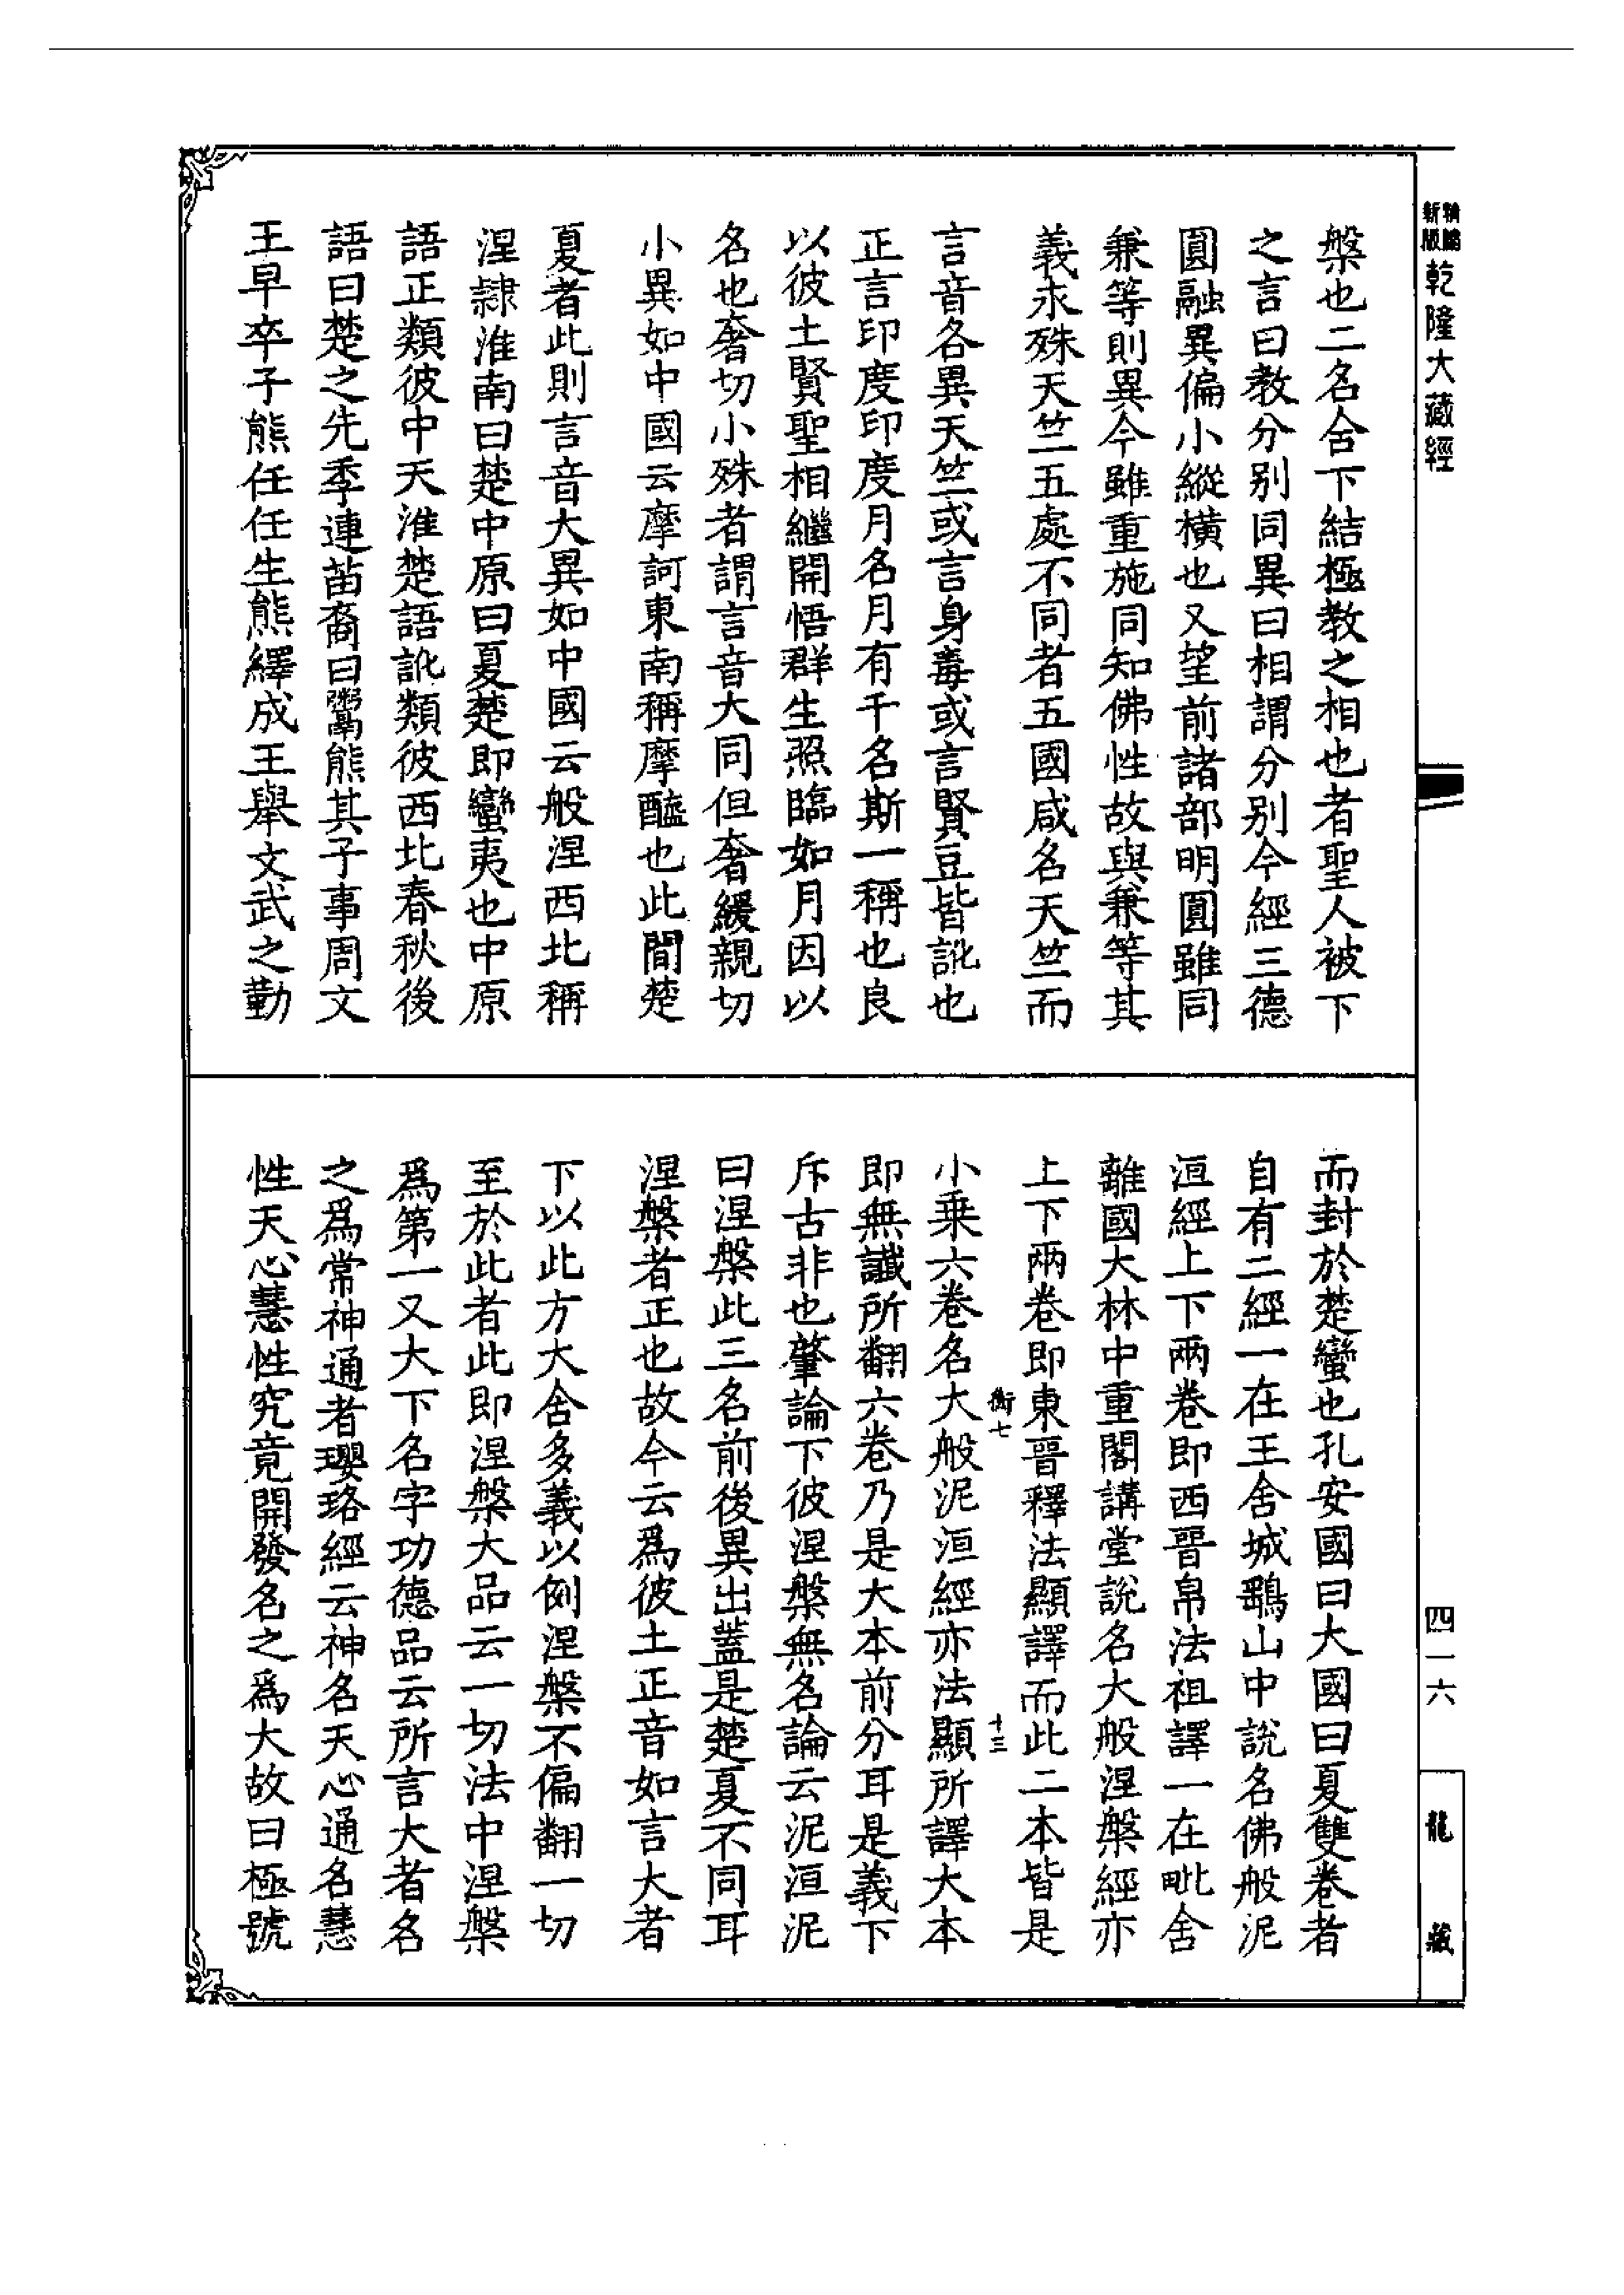 新版
精縮
乾隆大藏經
槃也二名合下結極教之相也者聖人被下
之言曰教分別同異曰相謂分別今經三德
圓融異偏小縱橫也又望前諸部明圓雖同
兼等則異今雖重施同知佛性故與兼等其
義永殊天竺五處不同者五國咸名天竺而
言音各異天竺或言身毒或言賢豆皆訛也
正言印度印度月名月有千名斯一稱也良
以彼土賢聖相繼開悟群生照臨如月因以
名也奢切小殊者謂言音大同但奢緩親切
小異如中國云摩訶東南稱摩醯也此間楚
夏者此則言音大異如中國云般涅西北稱
涅隸淮南曰楚中原曰夏楚即蠻夷也中原
語正類彼中天淮楚語訛類彼西北春秋後
語曰楚之先季連苗裔曰鬻熊其子事周文
王早卒子熊任任生熊繹成王舉文武之勤
而封於楚蠻也孔安國曰大國曰夏雙卷者
自有二經一在王舍城鷂山中說名佛般泥
洹經上下兩卷即西晉帛法祖譯一在毗舍
離國大林中重閣講堂說名大般涅槃經亦
上下兩卷即東晉釋法顯譯而此二本皆是
衡七
十三
小乘六卷名大般泥洹經亦法顯所譯大本
即無讖所翻六卷乃是大本前分耳是義下
斥古非也肇論下彼涅槃無名論云泥洹泥
曰涅槃此三名前後異出蓋是楚夏不同耳
涅槃者正也故今云為彼土正音如言大者
下以此方大含多義以例涅槃不偏翻一切
至於此者此即涅槃大品云一切法中涅槃
為第一又大下名字功德品云所言大者名
之為常神通者瓔珞經云神名天心通名慧
性天心慧性究竟開發名之為大故曰極號
四一六
龍藏